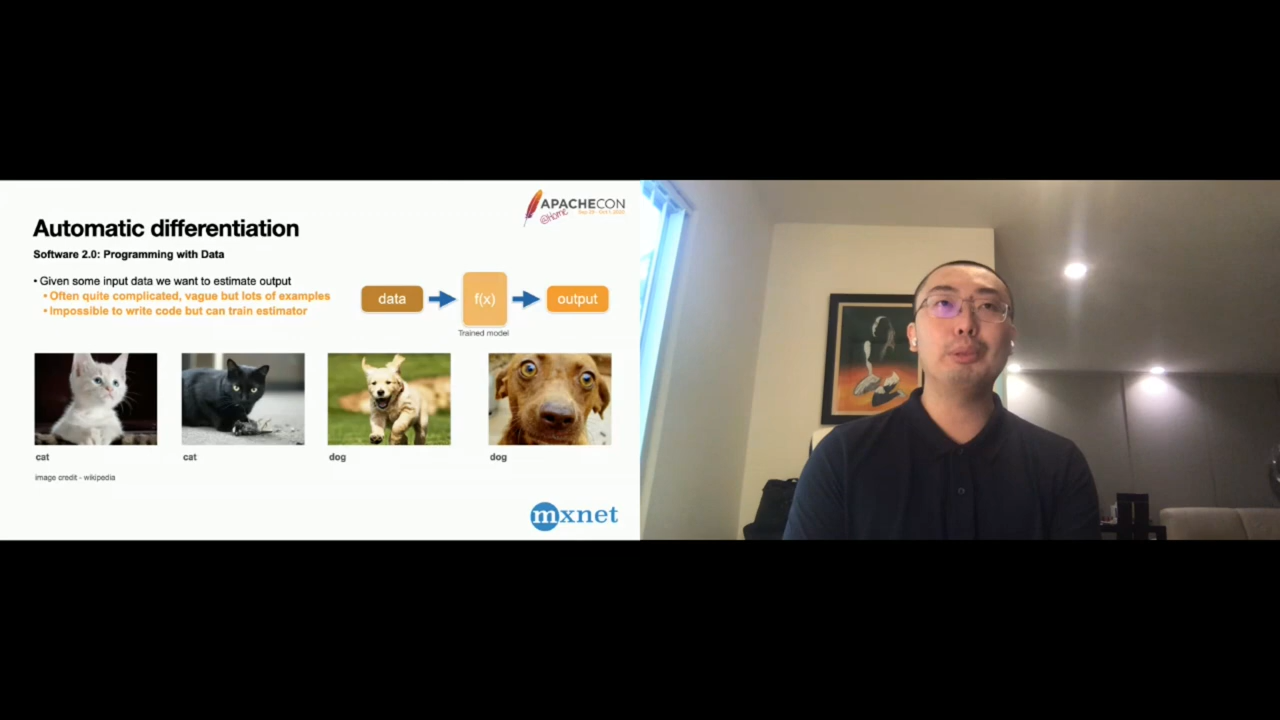 APACHECON
@Home
Automatic differentiation
Software 2.0: Programming with Data
• Given some input data we want to estimate output
• Often quite complicated, vague but lots of examples
• Impossible to write code but can train estimator
data
f(x)
output
Trained model
cat
cat
dog
dog
image credit - wikipedia
mxnet